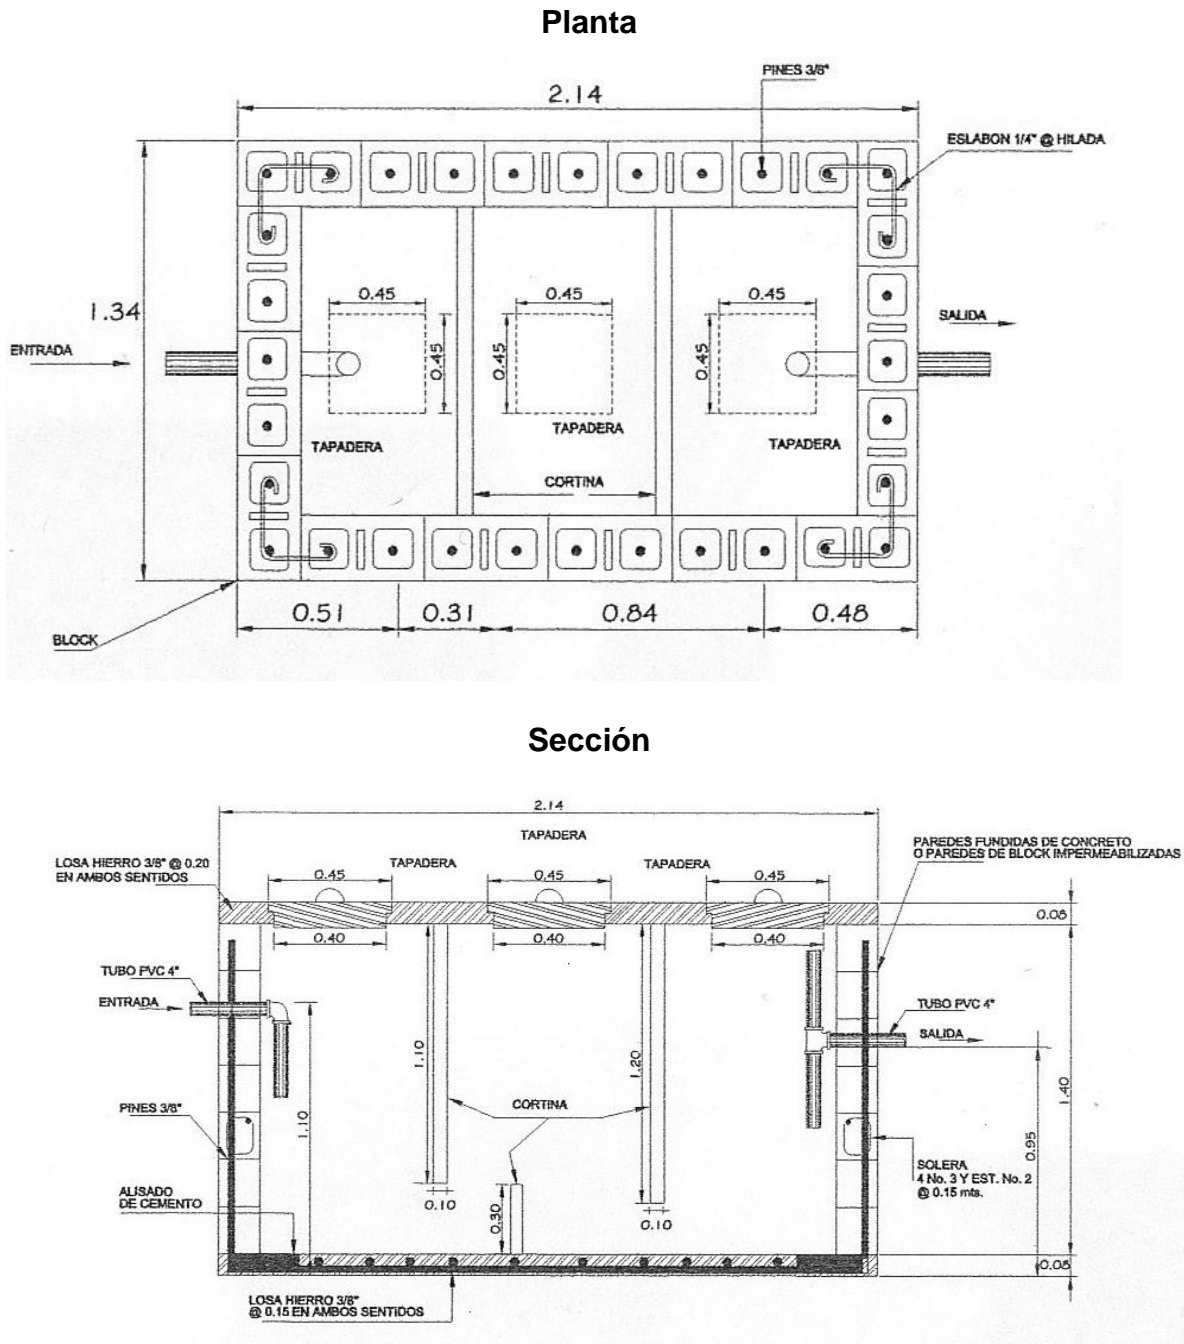 Planta
PINES 3/8"
2.14
ESLABON 1/4" @ HILADA
1.34
0.45
0.45
0.45
SALIDA
ENTRADA
0.45
0.45
0.45
TAPADERA
TAPADERA
TAPADERA
CORTINA
0.51
0.31
0.84
0.48
BLOCK
Sección
2.14
TAPADERA
PAREDES FUNDIDAS DE CONCRETO
O PAREDES DE BLOCK IMPERMEABILIZADAS
LOSA HIERRO 3/8" @ 0.20
EN AMBOS SENTIDOS
TAPADERA
TAPADERA
0.45
0.45
0.45
0.08
0.40
0.40
0.40
TUBO PVC 4"
ENTRADA
TUBO PVC 4"
SALIDA
1.10
1.20
1.40
PINES 3/8"
CORTINA
1.10
0.95
SOLERA
4 No. 3 Y EST. No. 2
@ 0.15 mts.
ALISADO
DE CEMENTO
0.10
0.30
0.10
0.08
LOSA HIERRO 3/8"
@ 0.15 EN AMBOS SENTIDOS